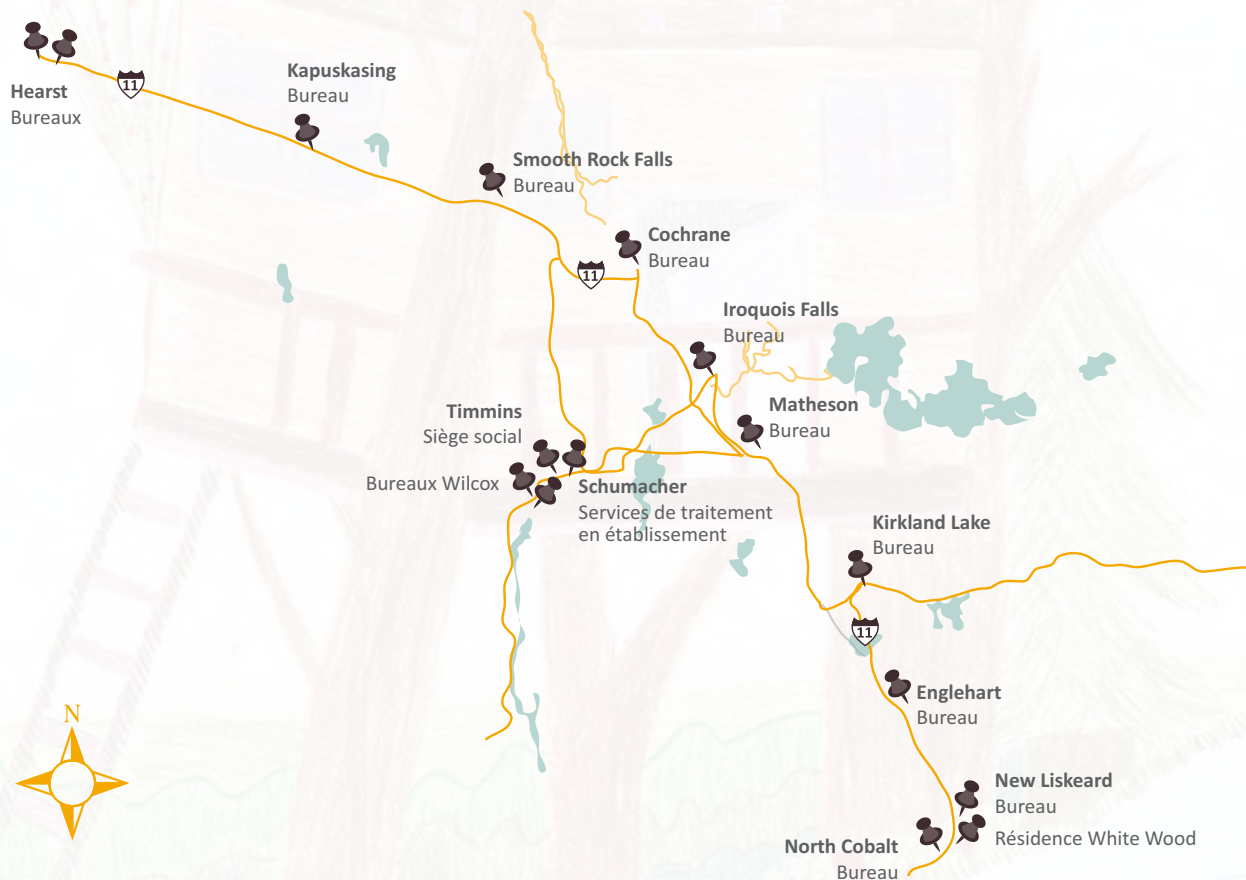 Hearst
Bureaux
11
Kapuskasing
Bureau
Smooth Rock Falls
Bureau
Cochrane
Bureau
11
Iroquois Falls
Bureau
Matheson
Bureau
Timmins
Siège social
Bureaux Wilcox
Schumacher
Services de traitement
en établissement
Kirkland Lake
Bureau
11
Englehart
Bureau
N
New Liskeard
Bureau
Résidence White Wood
North Cobalt
Bureau